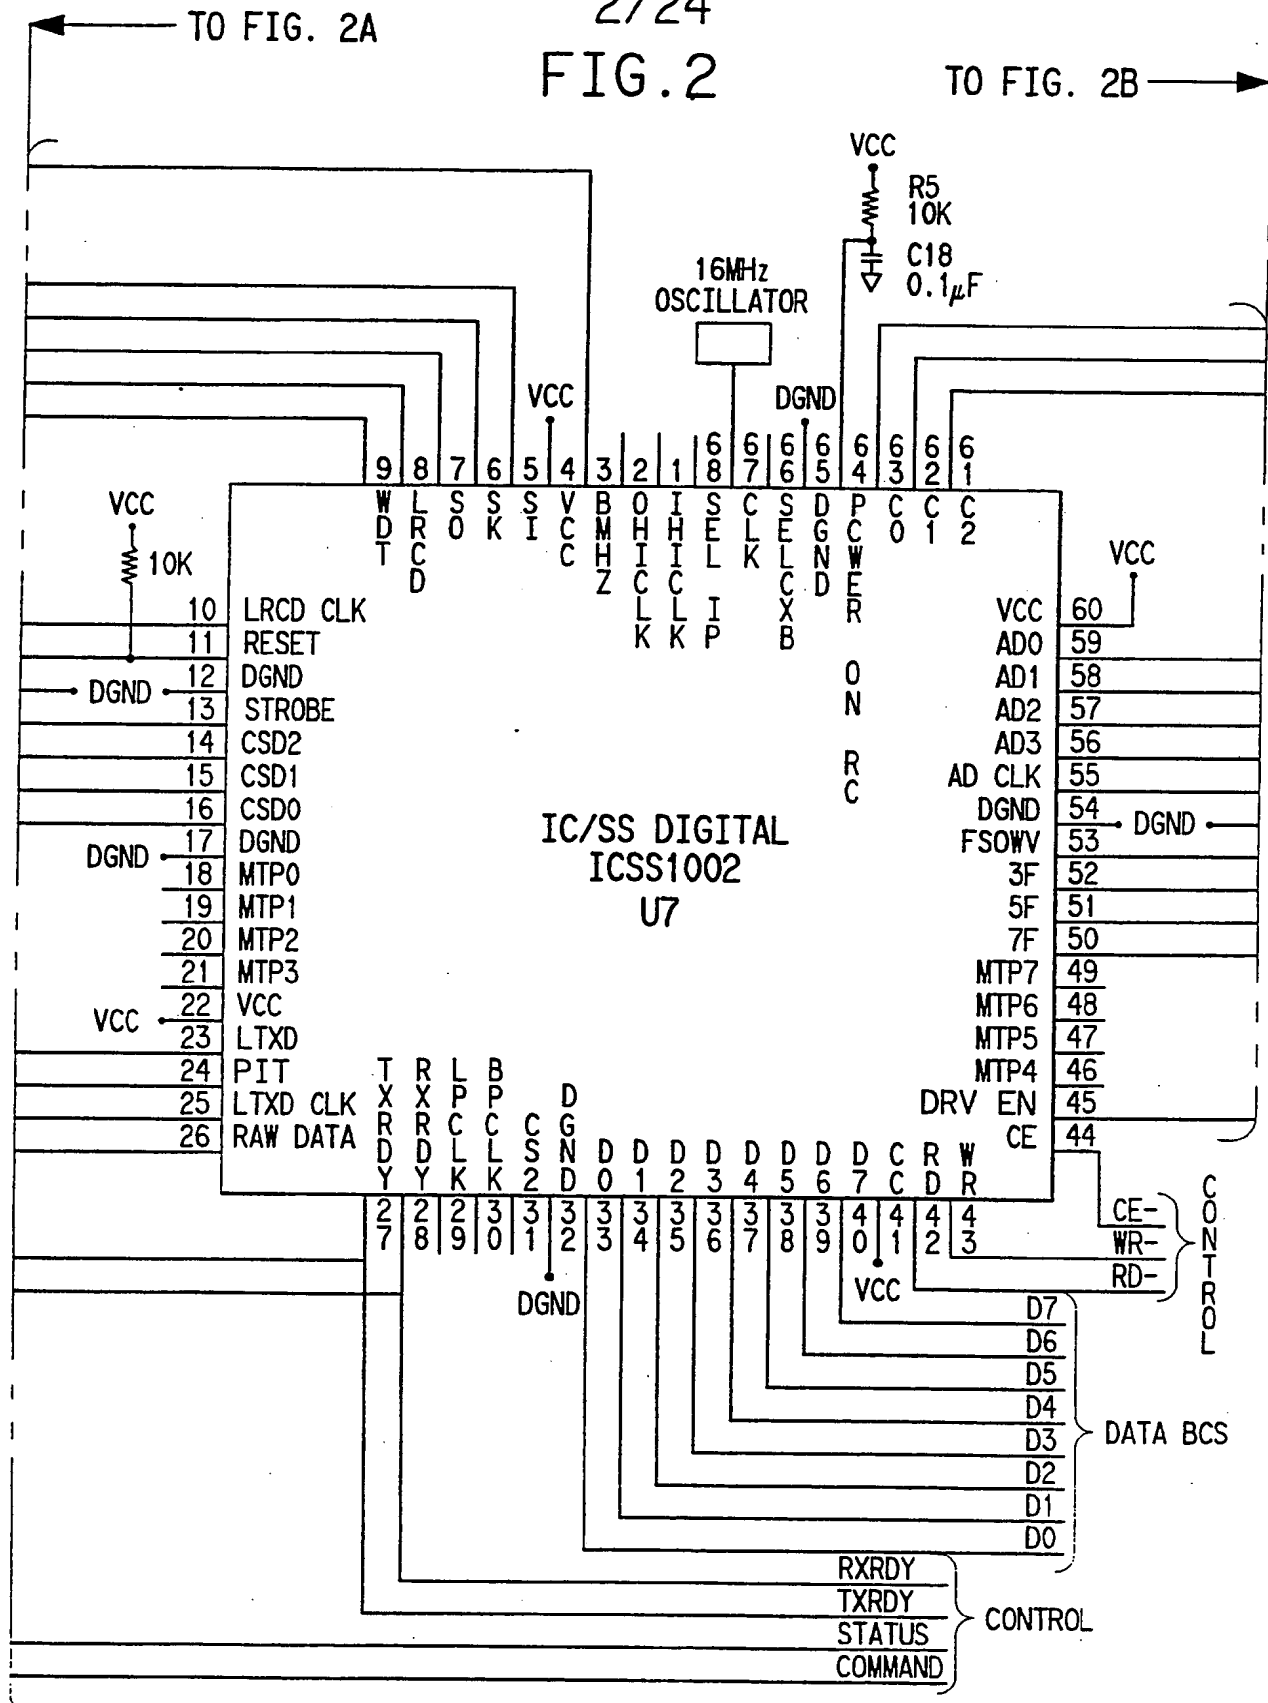 2/24
TO FIG. 2A
FIG.2
TO FIG. 2B
VCC
R5
10K
C18
0.1µF
16MHz
OSCILLATOR
VCC
DGND
9 8 7 6 5 4 3 2 1 68 67 66 65 64 63 62 61
WDT
LRCD
SO
SK
SI
VCC
BMHZ
OHICLK
IHICLK
SEL IP
CLK
SELCXB
DGND
PCWER ON RC
C0
C1
C2
VCC
10K
VCC
10 LRCD CLK
11 RESET
DGND 12 DGND
13 STROBE
14 CSD2
15 CSD1
16 CSD0
DGND 17 DGND
18 MTP0
19 MTP1
20 MTP2
21 MTP3
VCC 22 VCC
23 LTXD
24 PIT
25 LTXD CLK
26 RAW DATA
IC/SS DIGITAL
ICSS1002
U7
VCC 60
AD0 59
AD1 58
AD2 57
AD3 56
AD CLK 55
DGND 54 DGND
FSOWV 53
3F 52
5F 51
7F 50
MTP7 49
MTP6 48
MTP5 47
MTP4 46
DRV EN 45
CE 44
TXRDY
RXRDY
LPCLK
BPCLK
CS2
DGND
D0
D1
D2
D3
D4
D5
D6
D7
CC
RD
WR
27 28 29 30 31 32 33 34 35 36 37 38 39 40 41 42 43
DGND
VCC
CE-
WR-
RD-
CONTROL
D7
D6
D5
D4
D3
D2
D1
D0
DATA BCS
RXRDY
TXRDY
STATUS
COMMAND
CONTROL